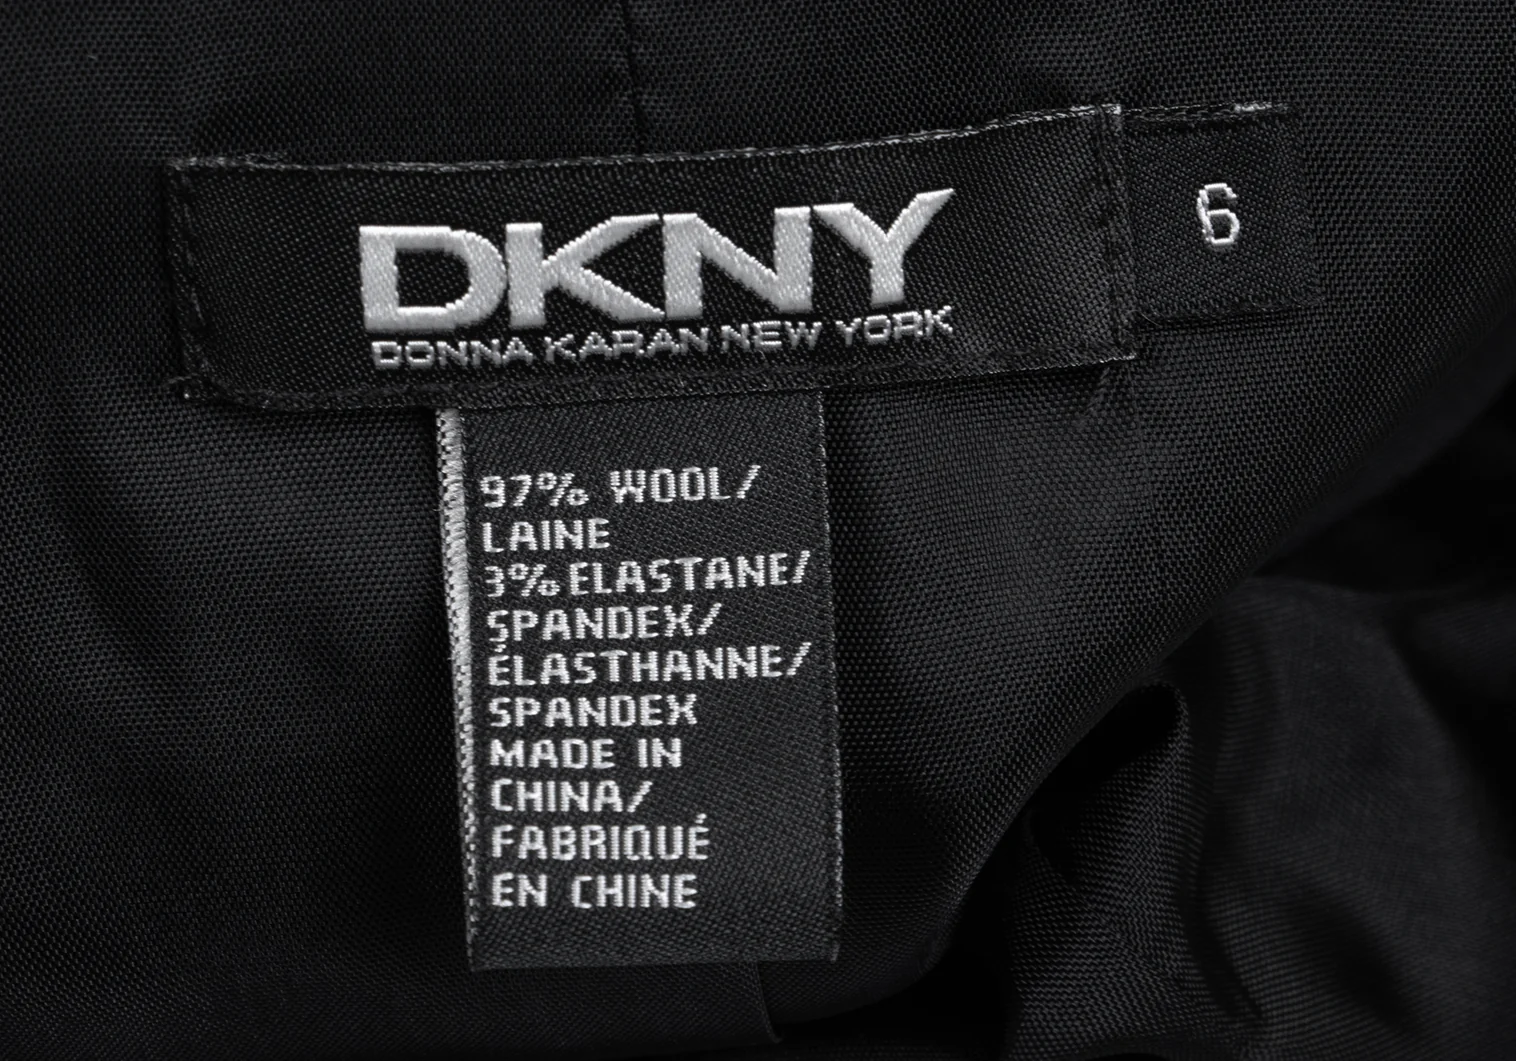 DKNY
DONNA KARAN NEW YORK
6
97% WOOL/
LAINE
3% ELASTANE/
SPANDEX/
ÉLASTHANNE/
SPANDEX
MADE IN
CHINA/
FABRIQUÉ
EN CHINE